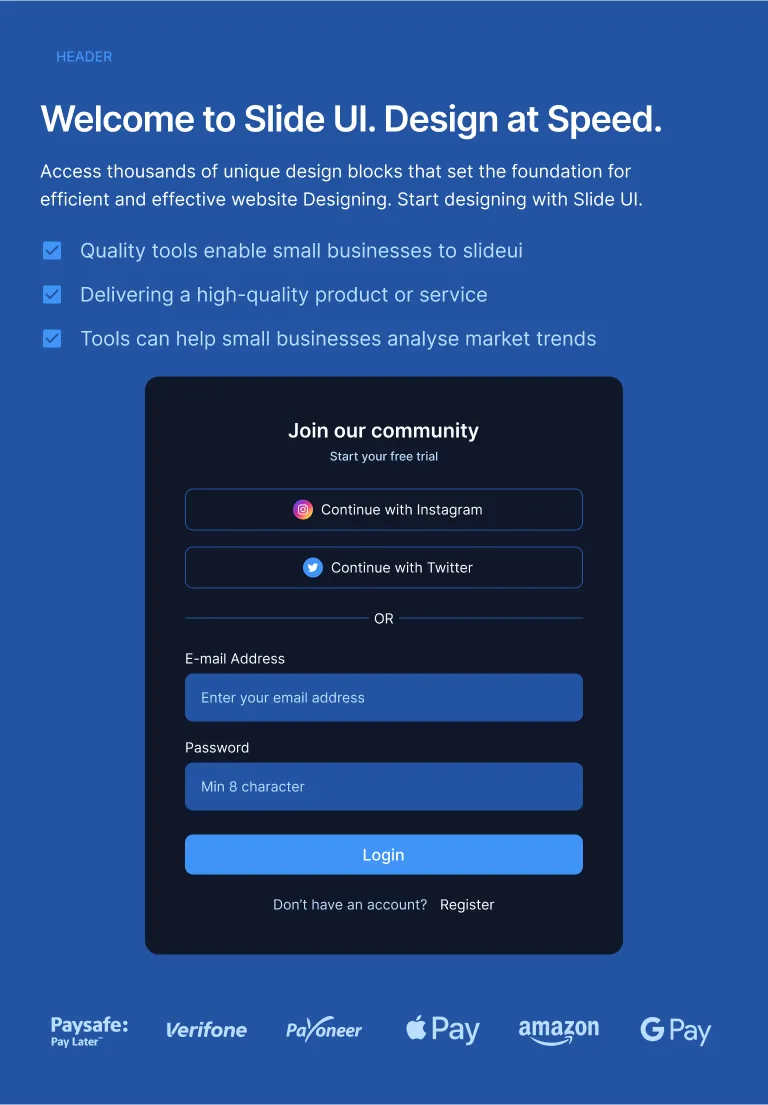 HEADER
Welcome to Slide UI. Design at Speed.
Access thousands of unique design blocks that set the foundation for
efficient and effective website Designing. Start designing with Slide UI.
Quality tools enable small businesses to slideui
Delivering a high-quality product or service
Tools can help small businesses analyse market trends
Join our community
Start your free trial
Continue with Instagram
Continue with Twitter
OR
E-mail Address
Enter your email address
Password
Min 8 character
Login
Don’t have an account? Register
Paysafe:
Pay Later™
Verifone
Payoneer
Pay
amazon
G Pay